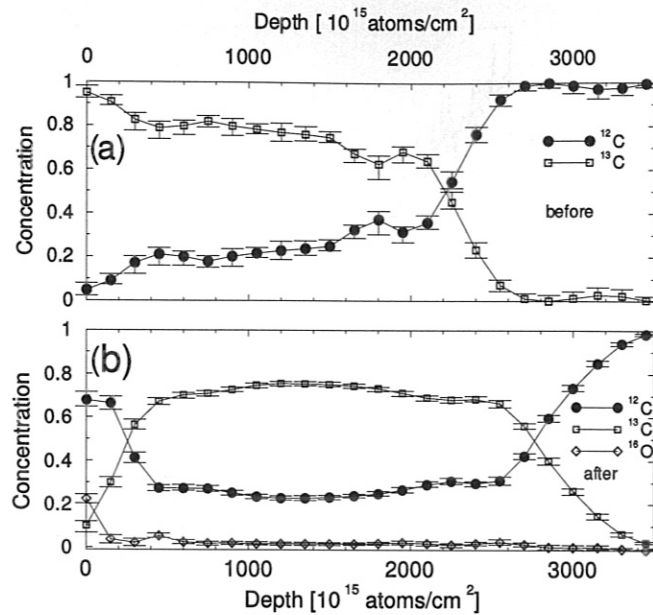 Depth [ 10^15 atoms/cm^2]
0 1000 2000 3000
1
0.8
0.6
0.4
0.2
0
Concentration
(a)
12C
13C
before
1
0.8
0.6
0.4
0.2
0
Concentration
(b)
12C
13C
16O
after
0 1000 2000 3000
Depth [10^15 atoms/cm^2]